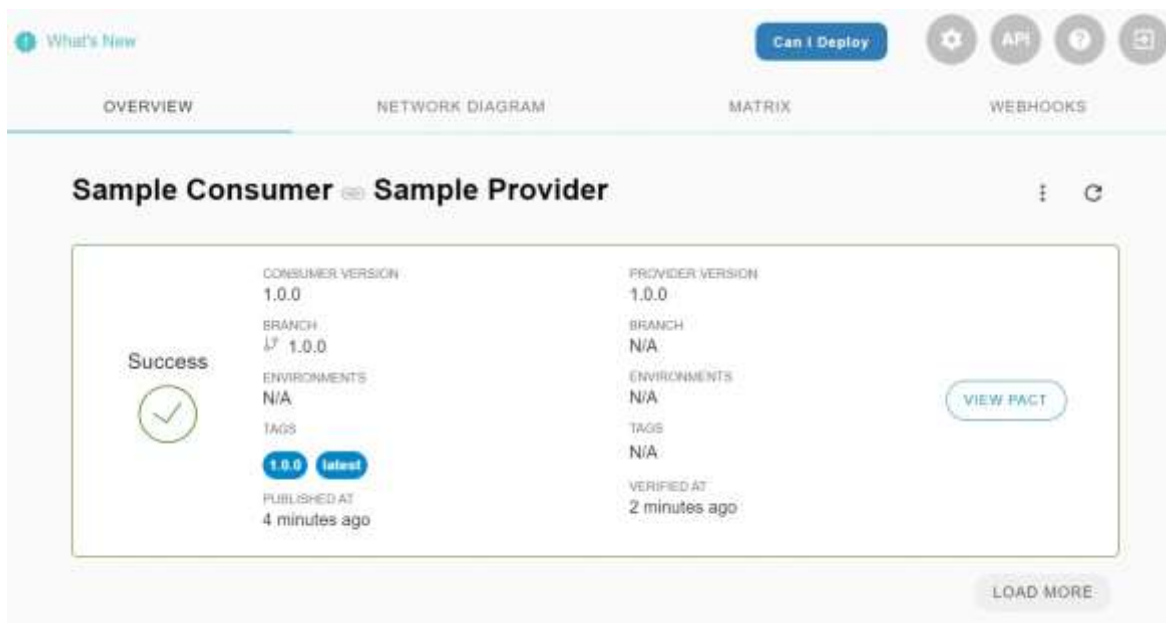 What's New
Can I Deploy
API
OVERVIEW
NETWORK DIAGRAM
MATRIX
WEBHOOKS
Sample Consumer Sample Provider
Success
CONSUMER VERSION
1.0.0
BRANCH
1.0.0
ENVIRONMENTS
N/A
TAGS
1.0.0 latest
PUBLISHED AT
4 minutes ago
PROVIDER VERSION
1.0.0
BRANCH
N/A
ENVIRONMENTS
N/A
TAGS
N/A
VERIFIED AT
2 minutes ago
VIEW PACT
LOAD MORE